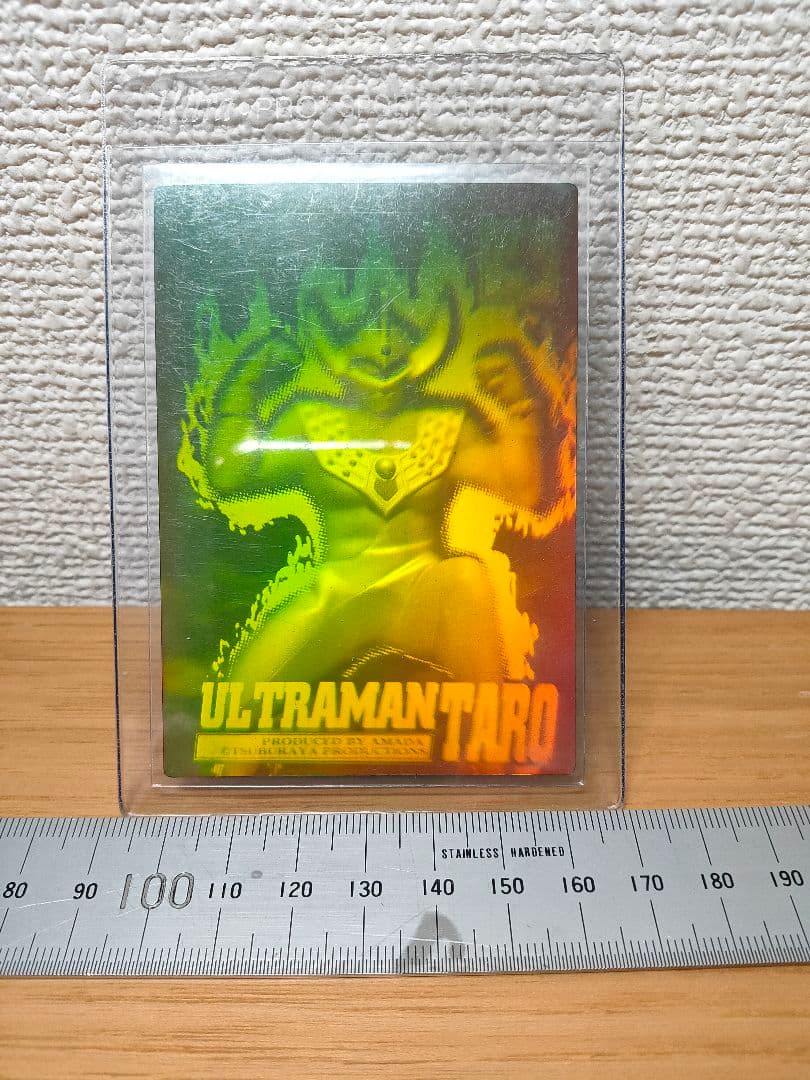 ULTRAMAN TARO
PRODUCED BY AMADA
©TSUBURAYA PRODUCTIONS
STAINLESS HARDENED
80 90 100 110 120 130 140 150 160 170 180 190